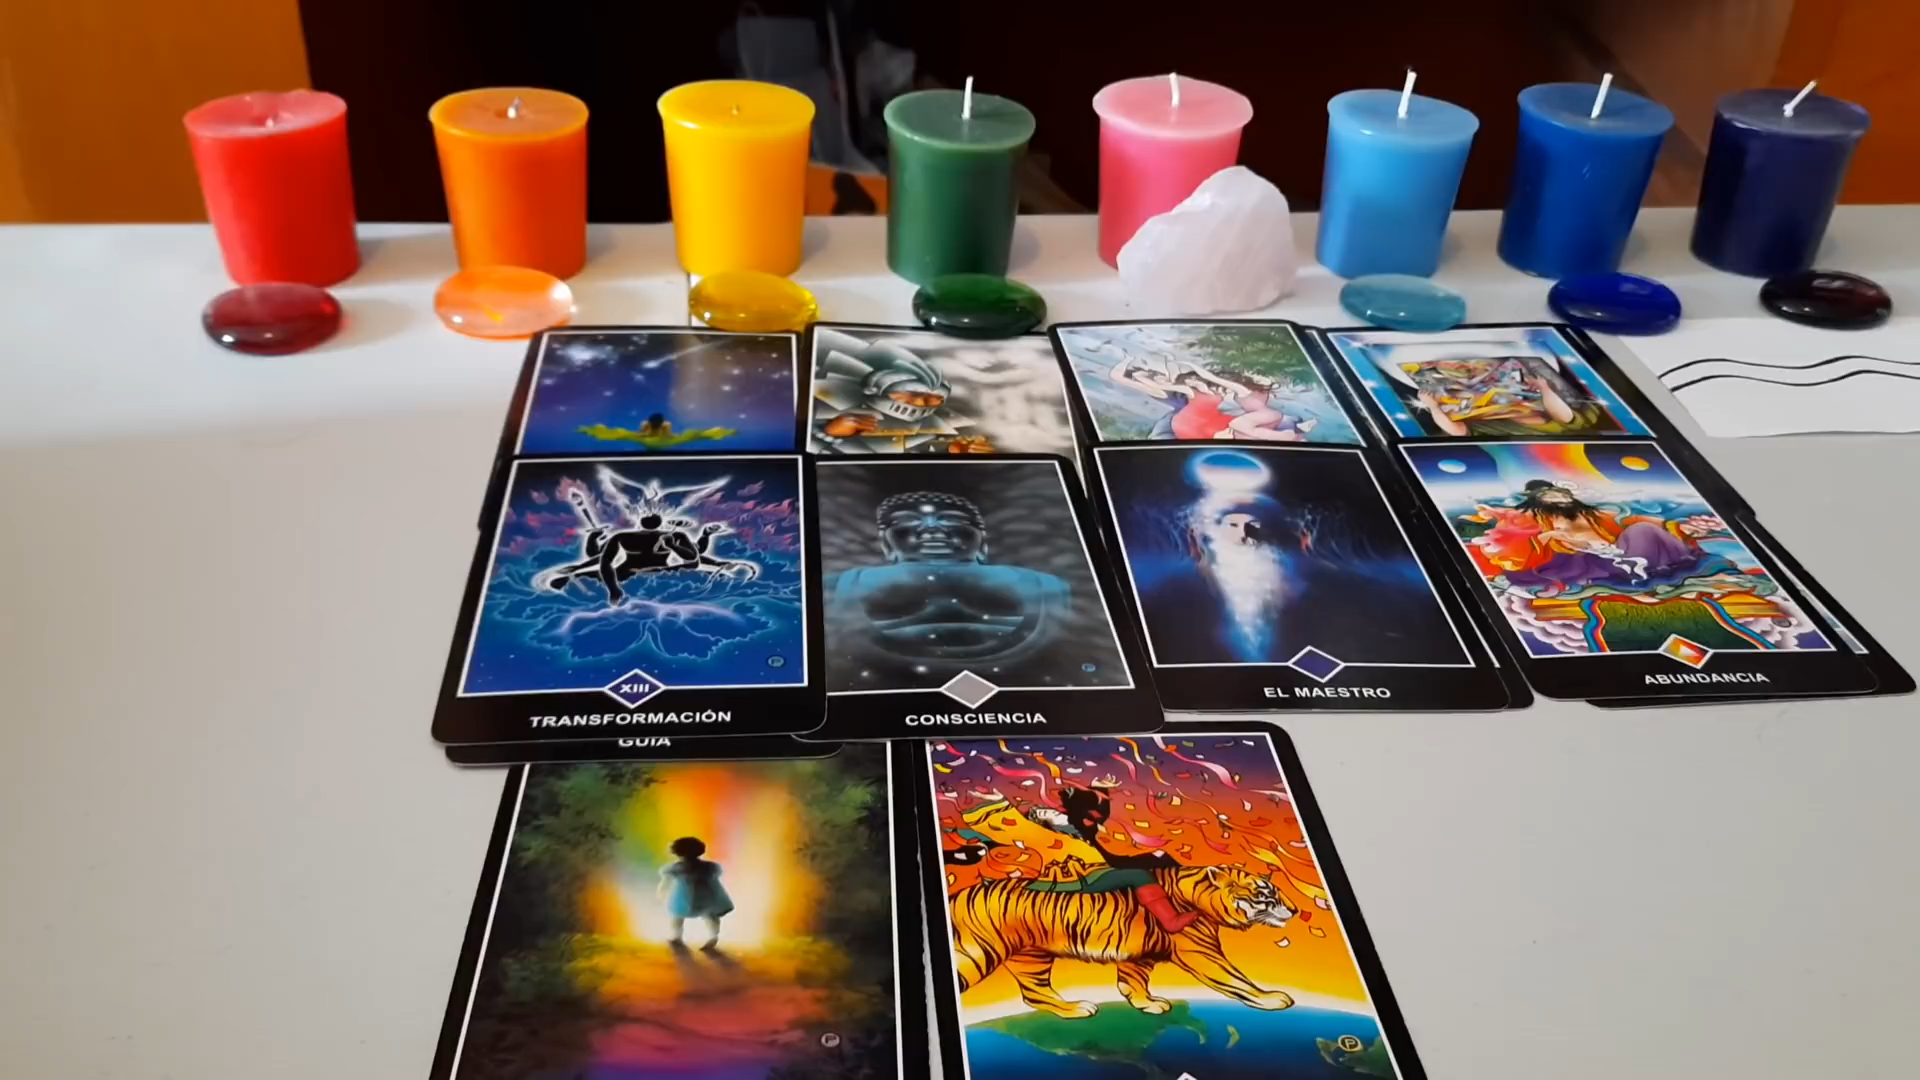 XIII
TRANSFORMACIÓN
CONSCIENCIA
EL MAESTRO
ABUNDANCIA
GUIA